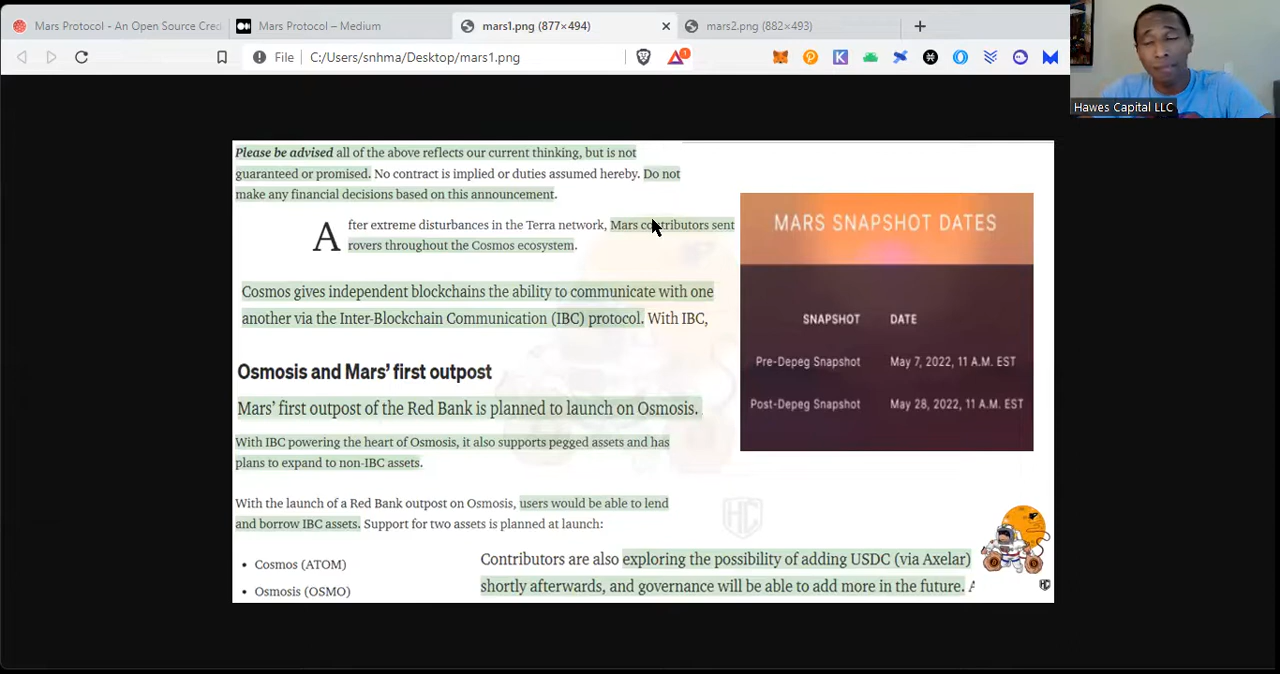 Mars Protocol - An Open Source Cred
Mars Protocol – Medium
mars1.png (877×494)
mars2.png (882×493)
File
C:/Users/snhma/Desktop/mars1.png
1
Hawes Capital LLC
Please be advised all of the above reflects our current thinking, but is not
guaranteed or promised. No contract is implied or duties assumed hereby. Do not
make any financial decisions based on this announcement.
After extreme disturbances in the Terra network, Mars contributors sent
rovers throughout the Cosmos ecosystem.
Cosmos gives independent blockchains the ability to communicate with one
another via the Inter-Blockchain Communication (IBC) protocol. With IBC,
Osmosis and Mars’ first outpost
Mars’ first outpost of the Red Bank is planned to launch on Osmosis.
With IBC powering the heart of Osmosis, it also supports pegged assets and has
plans to expand to non-IBC assets.
With the launch of a Red Bank outpost on Osmosis, users would be able to lend
and borrow IBC assets. Support for two assets is planned at launch:
• Cosmos (ATOM)
• Osmosis (OSMO)
Contributors are also exploring the possibility of adding USDC (via Axelar)
shortly afterwards, and governance will be able to add more in the future.
MARS SNAPSHOT DATES
SNAPSHOT DATE
Pre-Depeg Snapshot May 7, 2022, 11 A.M. EST
Post-Depeg Snapshot May 28, 2022, 11 A.M. EST
HC